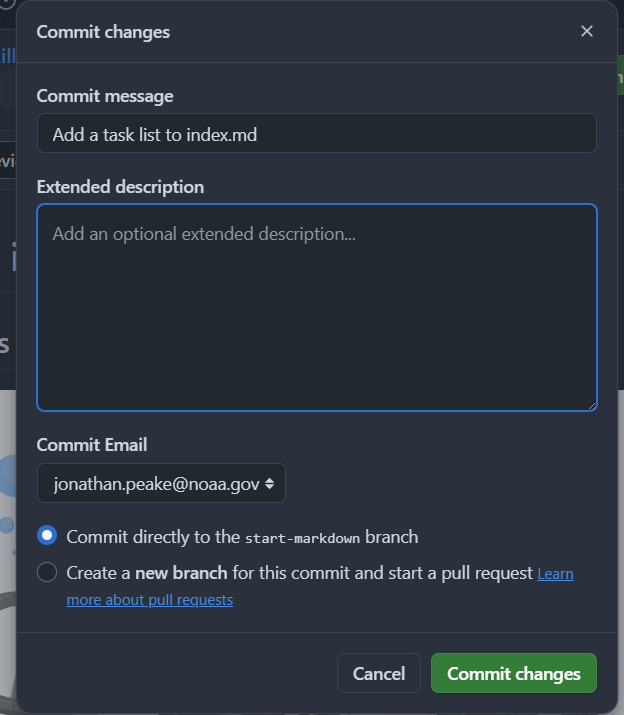 Commit changes
Commit message
Add a task list to index.md
Extended description
Add an optional extended description...
Commit Email
jonathan.peake@noaa.gov
Commit directly to the start-markdown branch
Create a new branch for this commit and start a pull request Learn
more about pull requests
Cancel
Commit changes